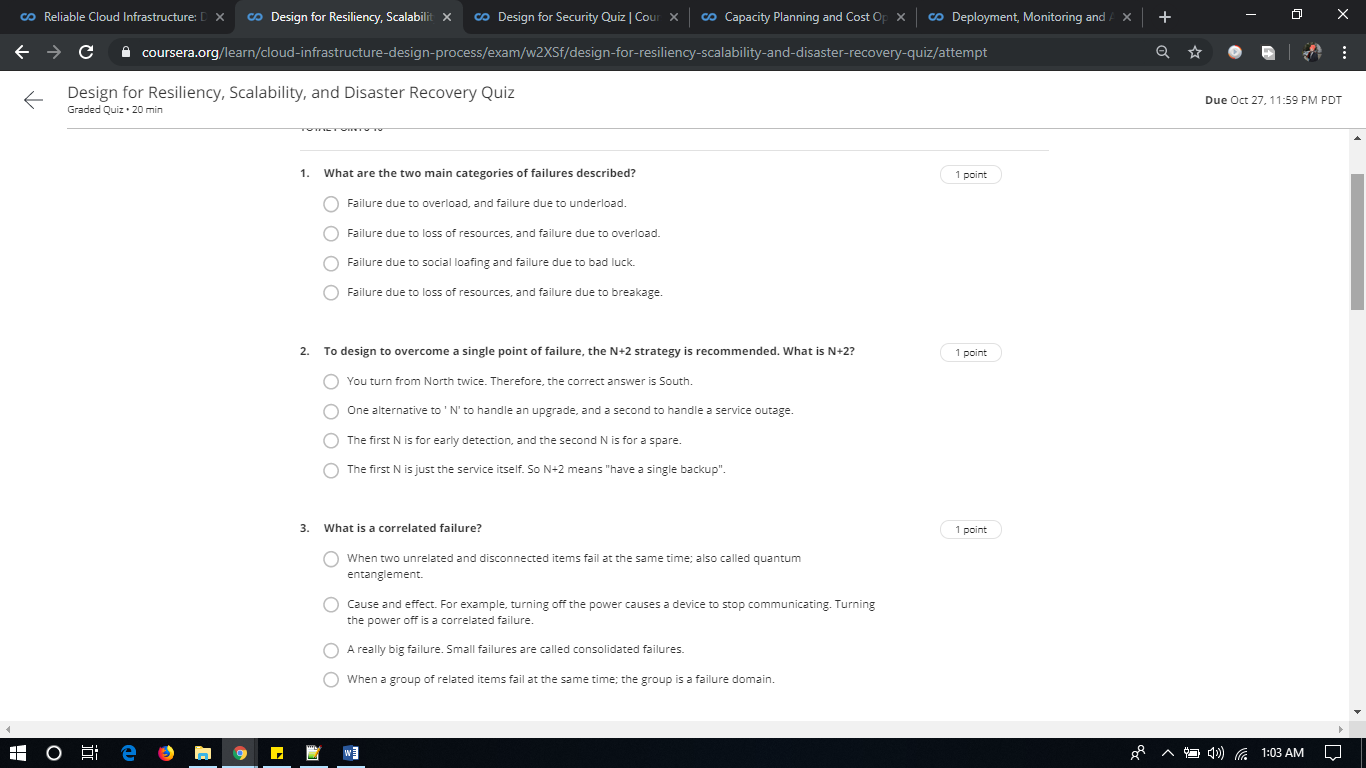 Reliable Cloud Infrastructure: D
Design for Resiliency, Scalabilit
Design for Security Quiz | Cour
Capacity Planning and Cost Op
Deployment, Monitoring and A
coursera.org/learn/cloud-infrastructure-design-process/exam/w2XSf/design-for-resiliency-scalability-and-disaster-recovery-quiz/attempt
Design for Resiliency, Scalability, and Disaster Recovery Quiz
Graded Quiz • 20 min
Due Oct 27, 11:59 PM PDT
1. What are the two main categories of failures described?
1 point
Failure due to overload, and failure due to underload.
Failure due to loss of resources, and failure due to overload.
Failure due to social loafing and failure due to bad luck.
Failure due to loss of resources, and failure due to breakage.
2. To design to overcome a single point of failure, the N+2 strategy is recommended. What is N+2?
1 point
You turn from North twice. Therefore, the correct answer is South.
One alternative to ' N' to handle an upgrade, and a second to handle a service outage.
The first N is for early detection, and the second N is for a spare.
The first N is just the service itself. So N+2 means "have a single backup".
3. What is a correlated failure?
1 point
When two unrelated and disconnected items fail at the same time; also called quantum
entanglement.
Cause and effect. For example, turning off the power causes a device to stop communicating. Turning
the power off is a correlated failure.
A really big failure. Small failures are called consolidated failures.
When a group of related items fail at the same time; the group is a failure domain.
1:03 AM